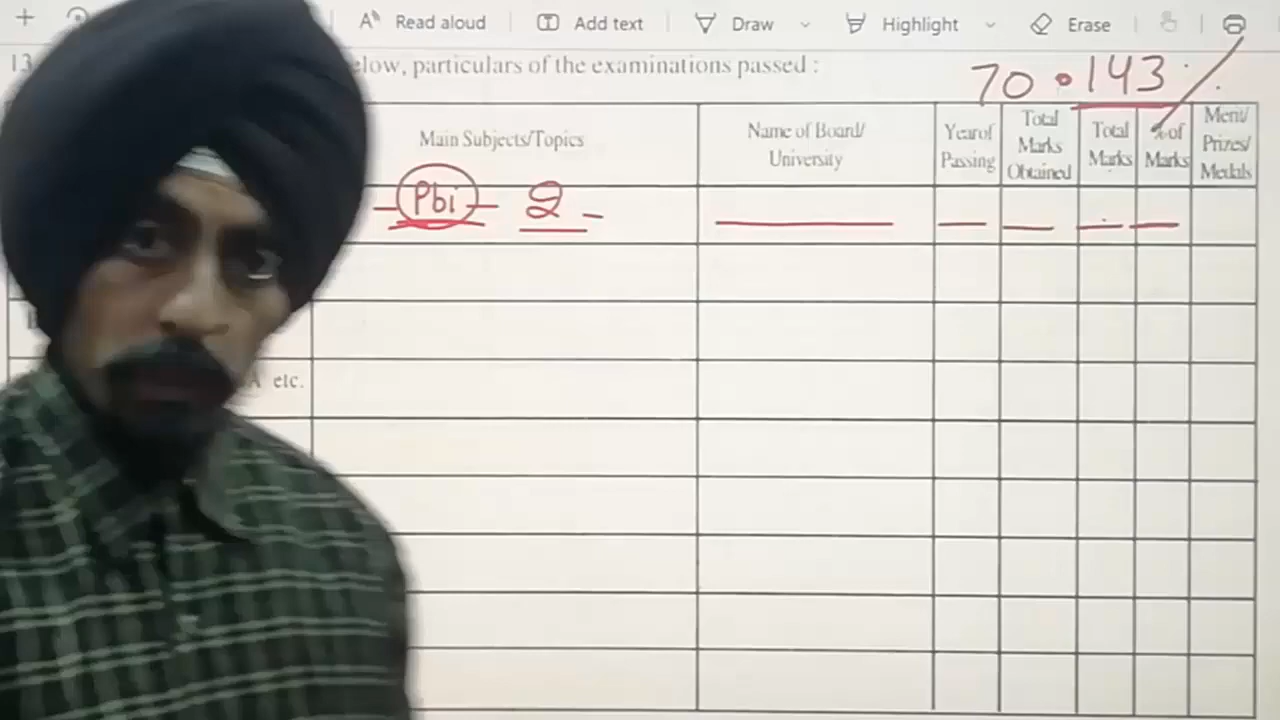 Read aloud Add text Draw Highlight Erase
13 elow, particulars of the examinations passed :
70.143 %
Main Subjects/Topics
Name of Board/
University
Year of
Passing
Total
Marks
Obtained
Total
Marks
% of
Marks
Merit/
Prizes/
Medals
Pbi 2
A etc.